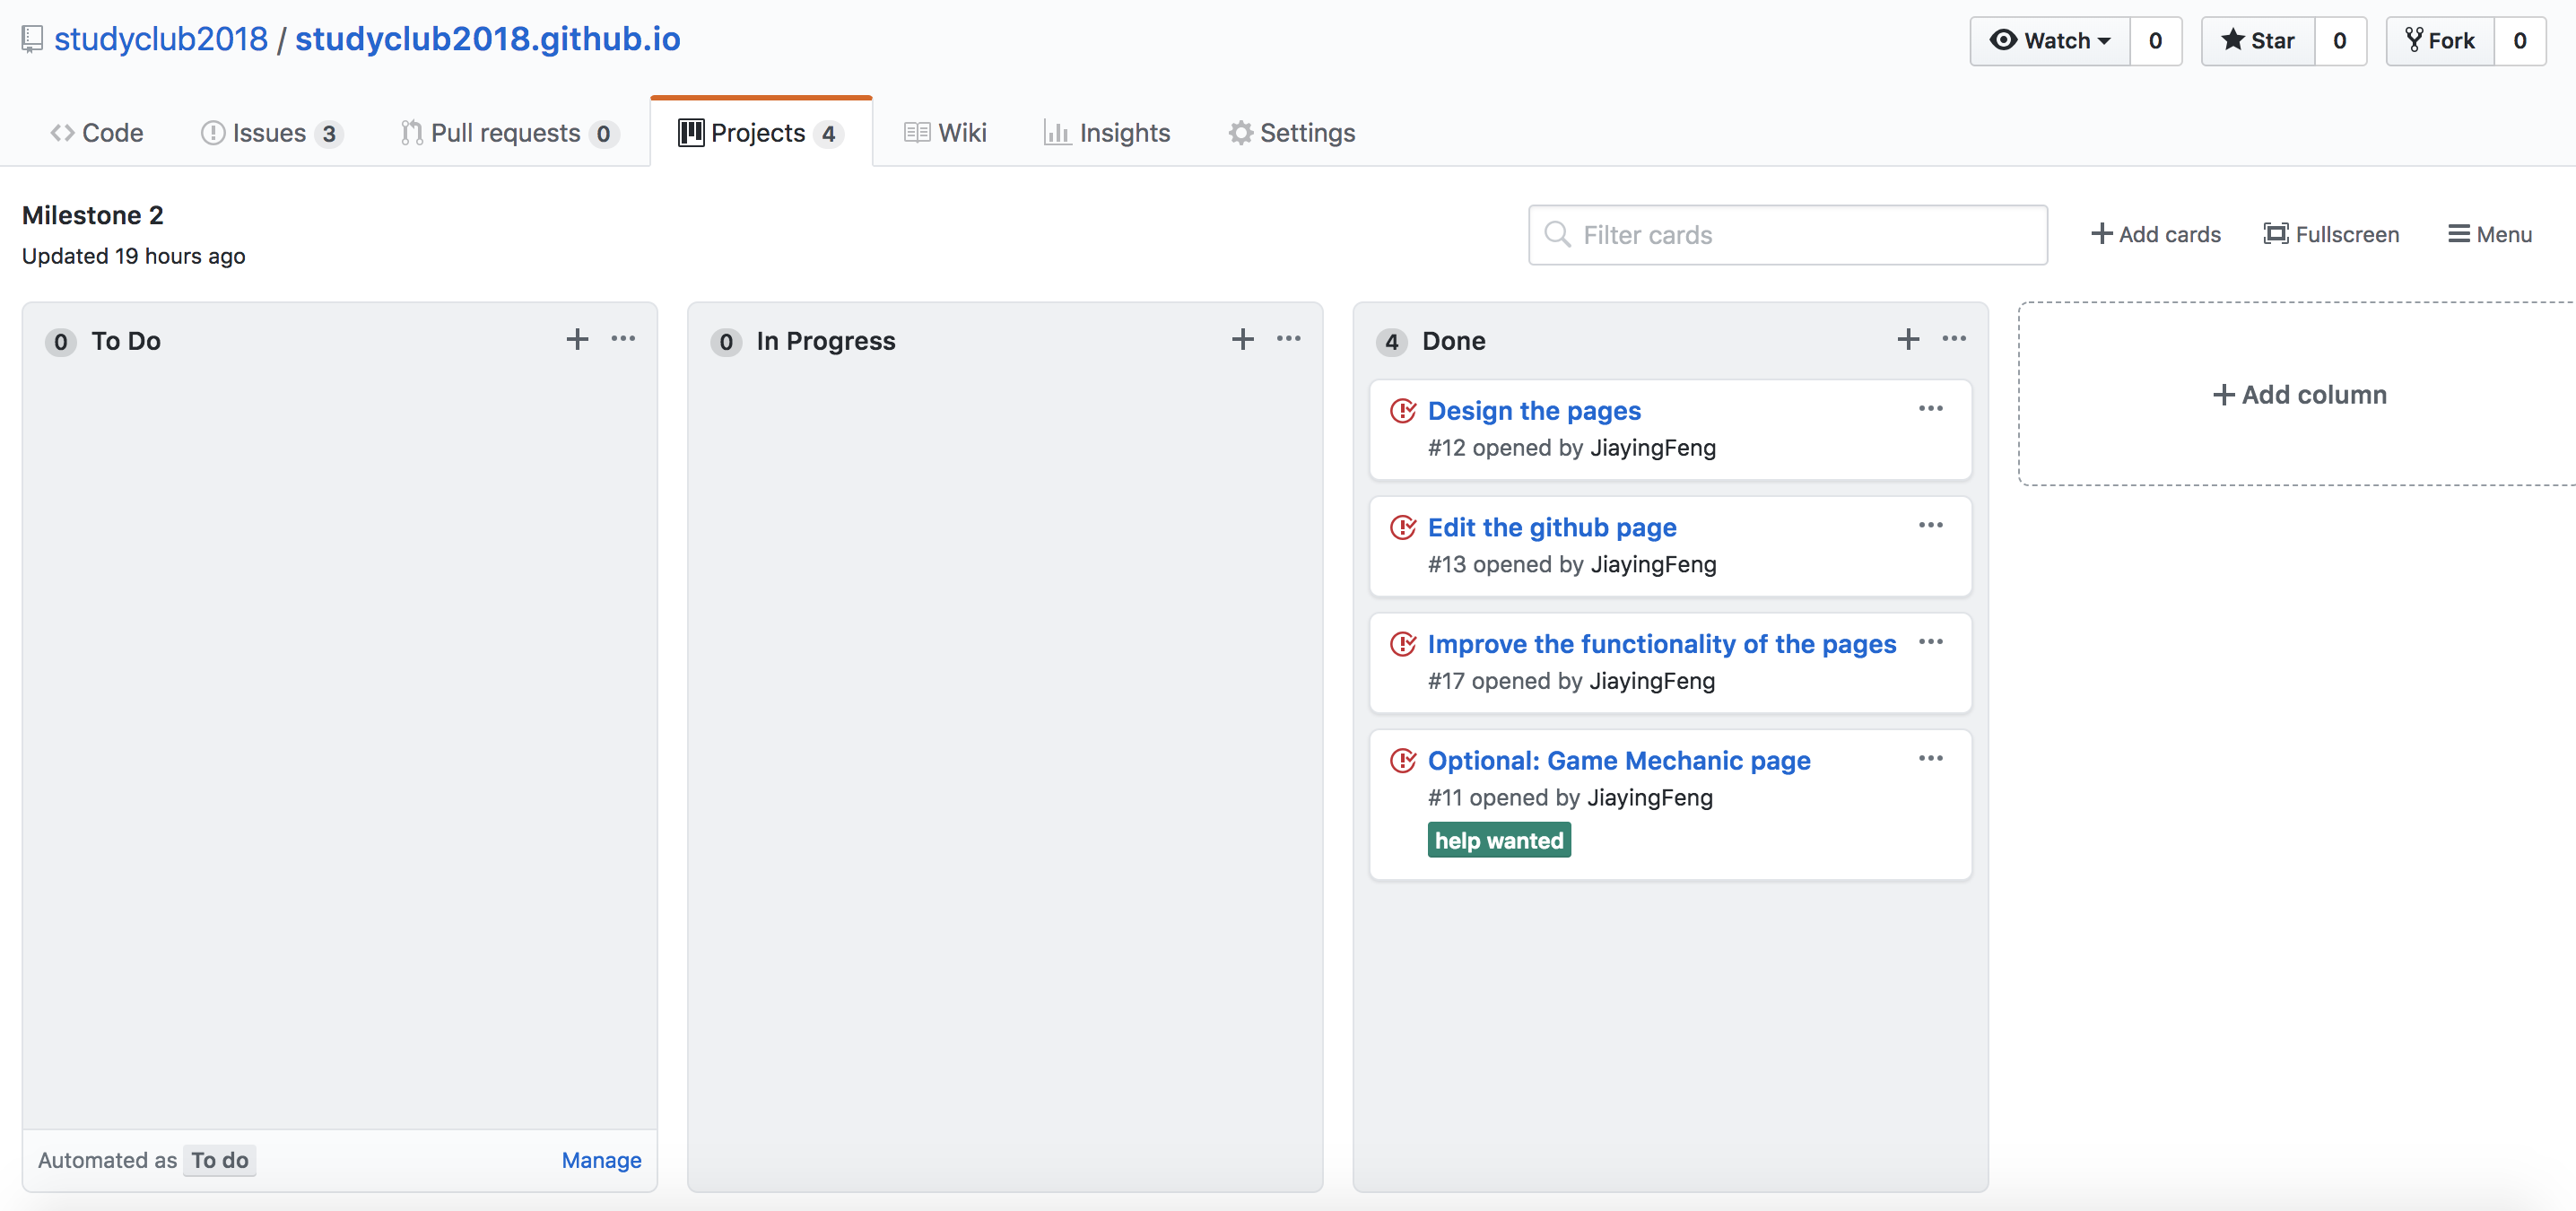 studyclub2018 / studyclub2018.github.io
Watch 0 Star 0 Fork 0
Code Issues 3 Pull requests 0 Projects 4 Wiki Insights Settings
Milestone 2
Updated 19 hours ago
Filter cards
Add cards Fullscreen Menu
0 To Do
Automated as To do Manage
0 In Progress
4 Done
Design the pages
#12 opened by JiayingFeng
Edit the github page
#13 opened by JiayingFeng
Improve the functionality of the pages
#17 opened by JiayingFeng
Optional: Game Mechanic page
#11 opened by JiayingFeng
help wanted
Add column